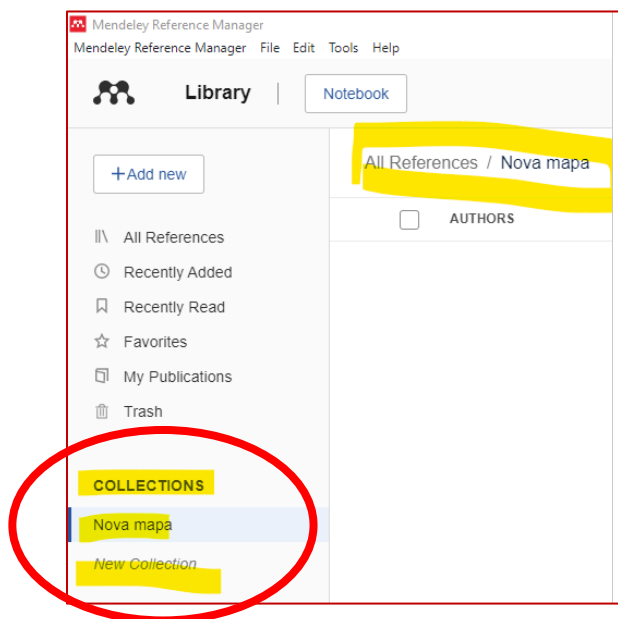 Mendeley Reference Manager
Mendeley Reference Manager File Edit Tools Help
Library Notebook
+Add new
All References / Nova mapa
AUTHORS
All References
Recently Added
Recently Read
Favorites
My Publications
Trash
COLLECTIONS
Nova mapa
New Collection